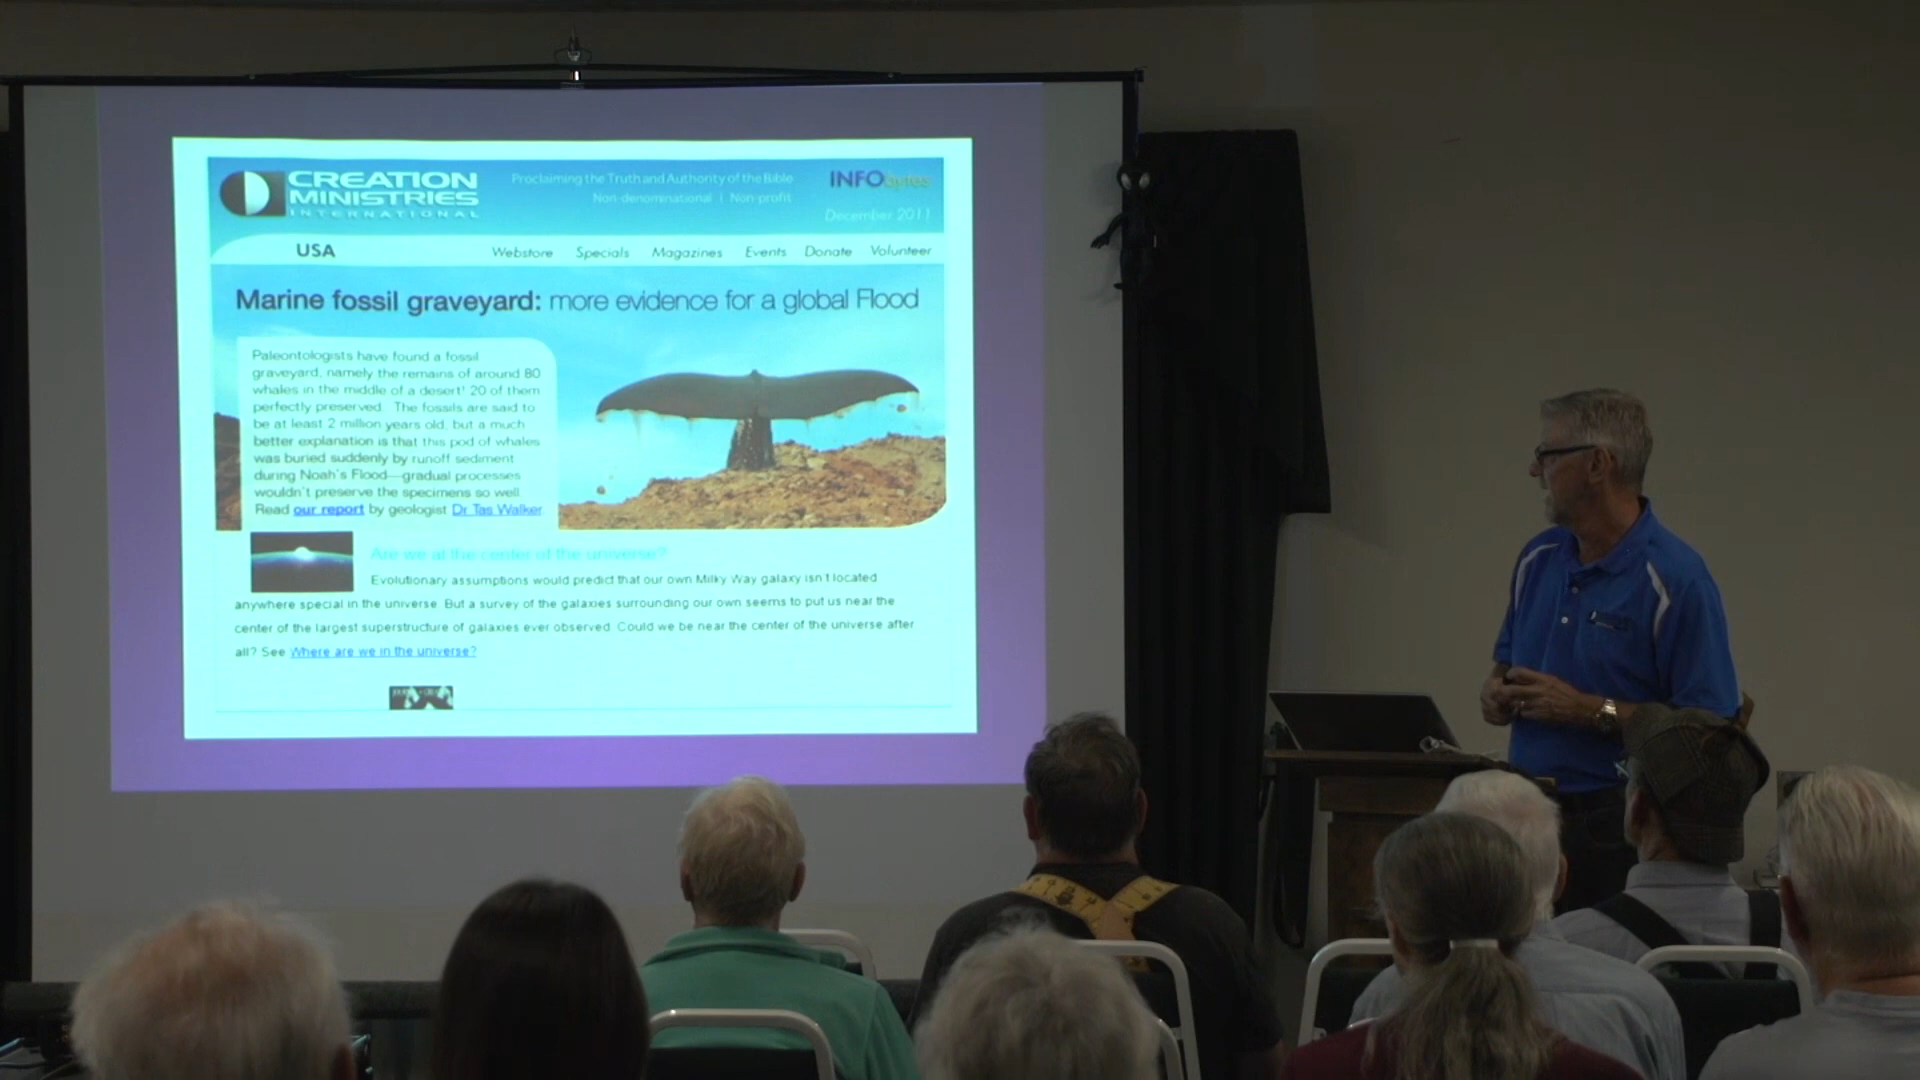 CREATION
MINISTRIES
INTERNATIONAL
Proclaiming the Truth and Authority of the Bible
Non-denominational | Non-profit
INFObytes
December 2011
USA
Webstore Specials Magazines Events Donate Volunteer
Marine fossil graveyard: more evidence for a global Flood
Paleontologists have found a fossil
graveyard, namely the remains of around 80
whales in the middle of a desert! 20 of them
perfectly preserved. The fossils are said to
be at least 2 million years old, but a much
better explanation is that this pod of whales
was buried suddenly by runoff sediment
during Noah's Flood—gradual processes
wouldn't preserve the specimens so well.
Read our report by geologist Dr Tas Walker
Are we at the center of the universe?
Evolutionary assumptions would predict that our own Milky Way galaxy isn't located
anywhere special in the universe. But a survey of the galaxies surrounding our own seems to put us near the
center of the largest superstructure of galaxies ever observed. Could we be near the center of the universe after
all? See Where are we in the universe?